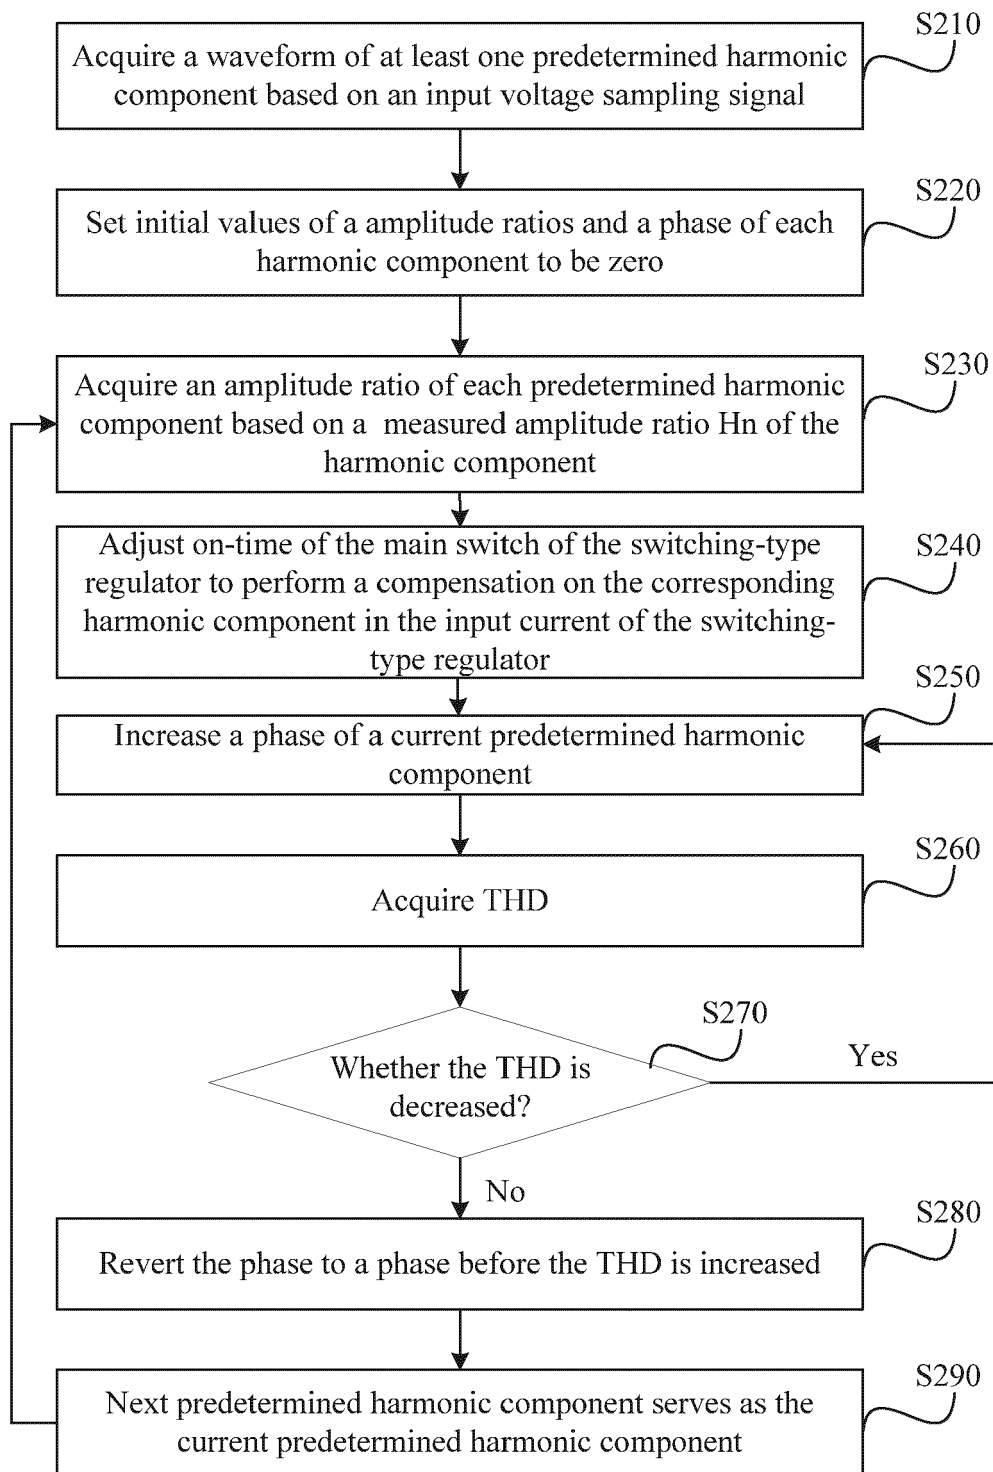 S210
Acquire a waveform of at least one predetermined harmonic
component based on an input voltage sampling signal
S220
Set initial values of a amplitude ratios and a phase of each
harmonic component to be zero
S230
Acquire an amplitude ratio of each predetermined harmonic
component based on a measured amplitude ratio Hn of the
harmonic component
S240
Adjust on-time of the main switch of the switching-type
regulator to perform a compensation on the corresponding
harmonic component in the input current of the switching-
type regulator
S250
Increase a phase of a current predetermined harmonic
component
S260
Acquire THD
S270
Whether the THD is
decreased?
Yes
No
S280
Revert the phase to a phase before the THD is increased
S290
Next predetermined harmonic component serves as the
current predetermined harmonic component